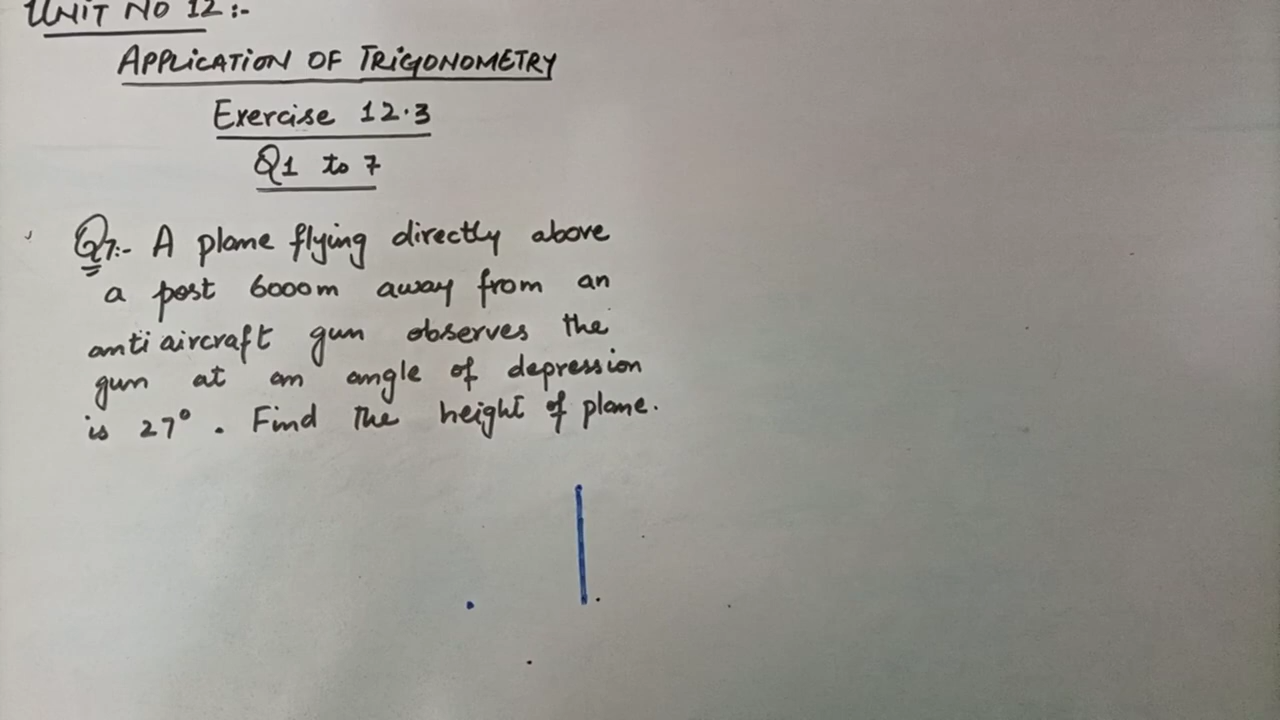 UNIT NO 12:-
APPLICATION OF TRIGONOMETRY
Exercise 12.3
Q1 to 7
Q7:- A plane flying directly above
a post 6000m away from an
anti aircraft gun observes the
gun at an angle of depression
is 27°. Find the height of plane.